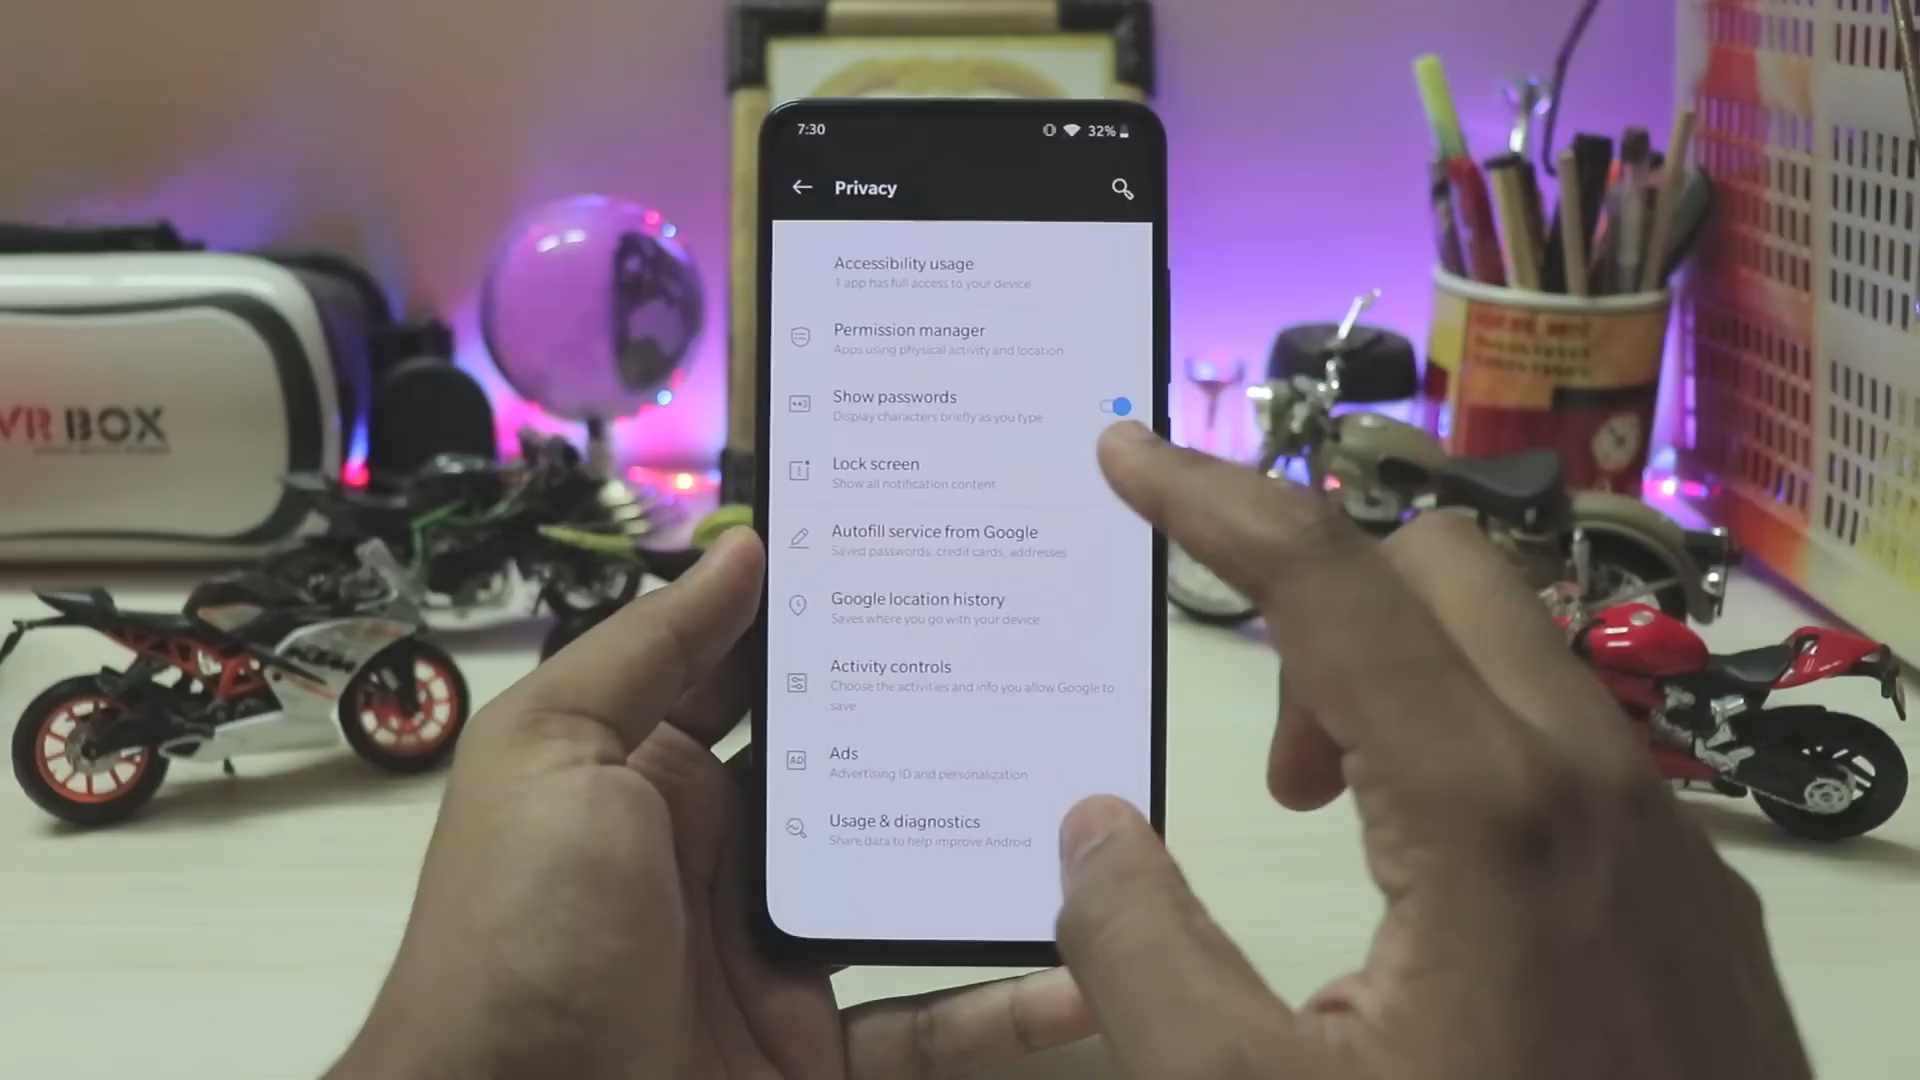 7:30
32%
Privacy
Accessibility usage
1 app has full access to your device
Permission manager
Apps using physical activity and location
Show passwords
Display characters briefly as you type
Lock screen
Show all notification content
Autofill service from Google
Saved passwords, credit cards, addresses
Google location history
Saves where you go with your device
Activity controls
Choose the activities and info you allow Google to
save
AD
Ads
Advertising ID and personalization
Usage & diagnostics
Share data to help improve Android
VR BOX
KTM